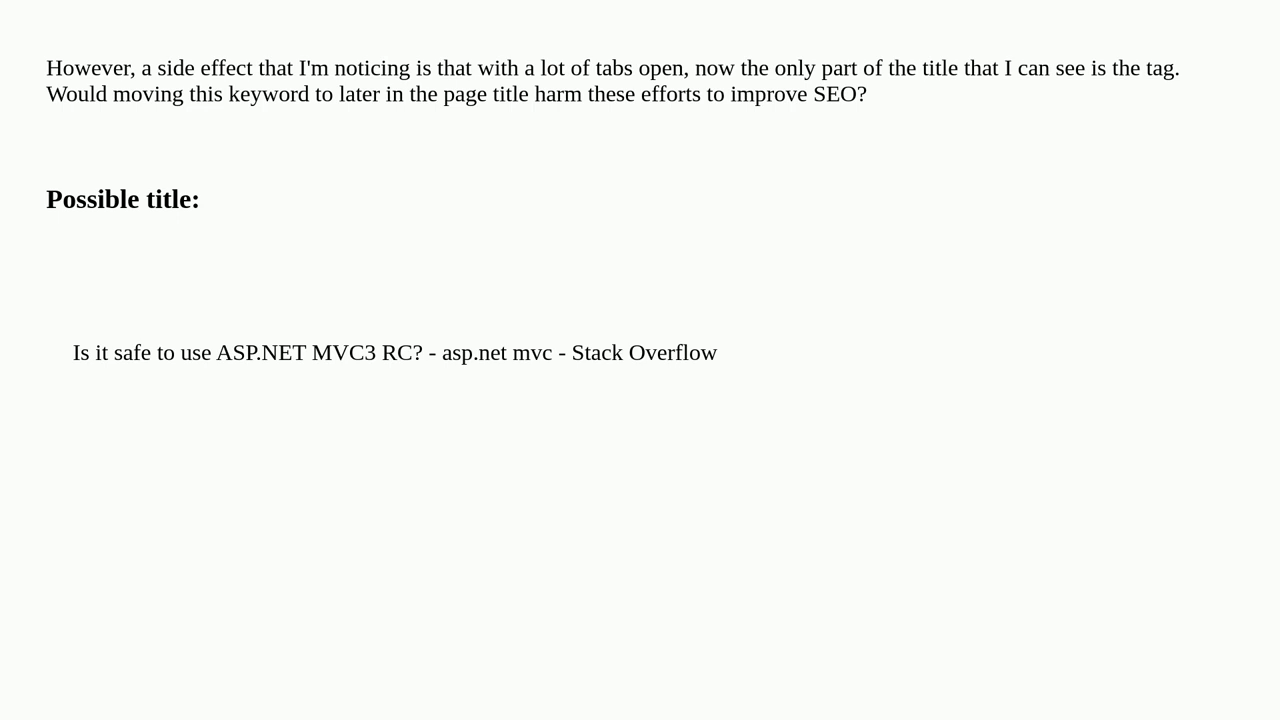 However, a side effect that I'm noticing is that with a lot of tabs open, now the only part of the title that I can see is the tag.
Would moving this keyword to later in the page title harm these efforts to improve SEO?
Possible title:
Is it safe to use ASP.NET MVC3 RC? - asp.net mvc - Stack Overflow